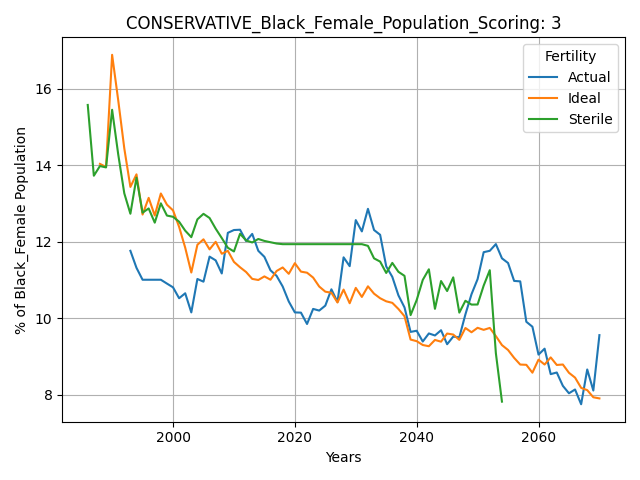 CONSERVATIVE_Black_Female_Population_Scoring: 3
Fertility
Actual
Ideal
Sterile
% of Black_Female Population
16
14
12
10
8
2000 2020 2040 2060
Years